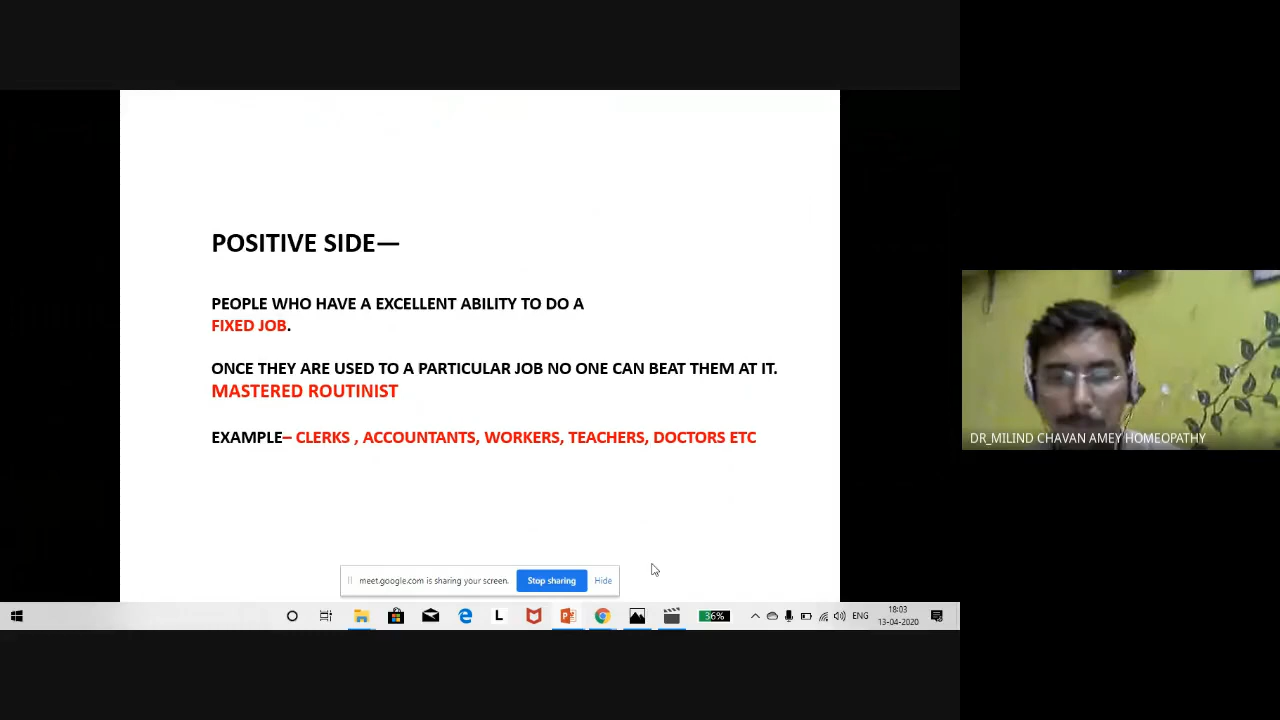 POSITIVE SIDE—
PEOPLE WHO HAVE A EXCELLENT ABILITY TO DO A
FIXED JOB.
ONCE THEY ARE USED TO A PARTICULAR JOB NO ONE CAN BEAT THEM AT IT.
MASTERED ROUTINIST
EXAMPLE– CLERKS , ACCOUNTANTS, WORKERS, TEACHERS, DOCTORS ETC
DR_MILIND CHAVAN AMEY HOMEOPATHY
meet.google.com is sharing your screen.
Stop sharing
Hide
L
36%
ENG
18:03
13-04-2020